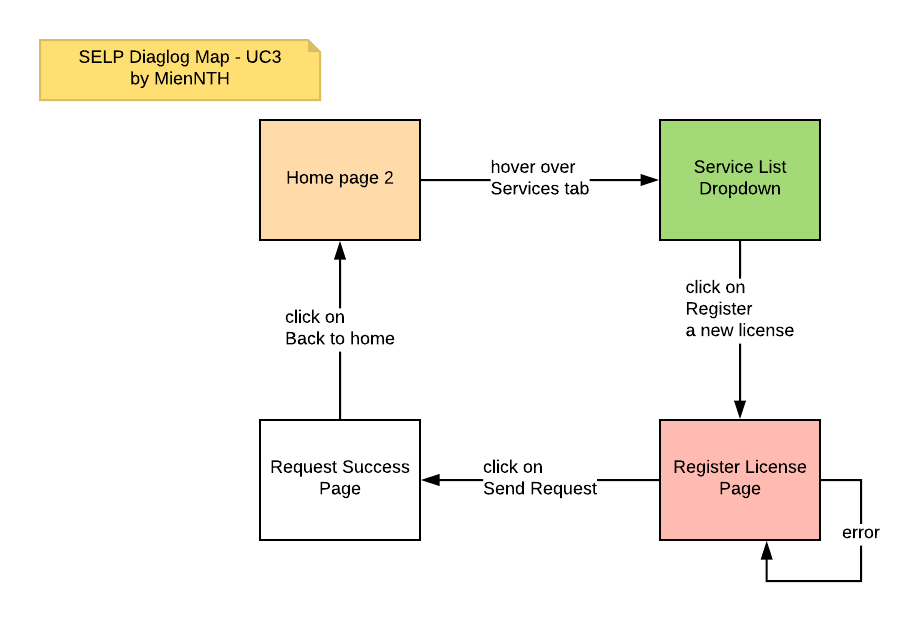 SELP Diaglog Map - UC3
by MienNTH
Home page 2
hover over
Services tab
Service List
Dropdown
click on
Register
a new license
click on
Back to home
Request Success
Page
click on
Send Request
Register License
Page
error